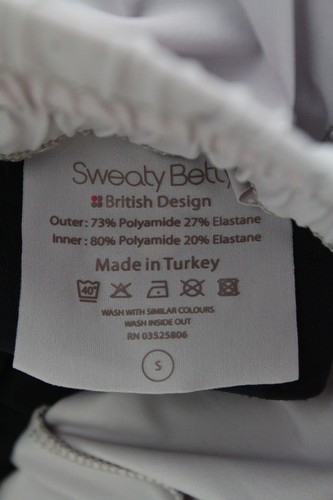 Sweaty Betty
British Design
Outer: 73% Polyamide 27% Elastane
Inner: 80% Polyamide 20% Elastane
Made in Turkey
40°
WASH WITH SIMILAR COLOURS
WASH INSIDE OUT
RN 03525806
S